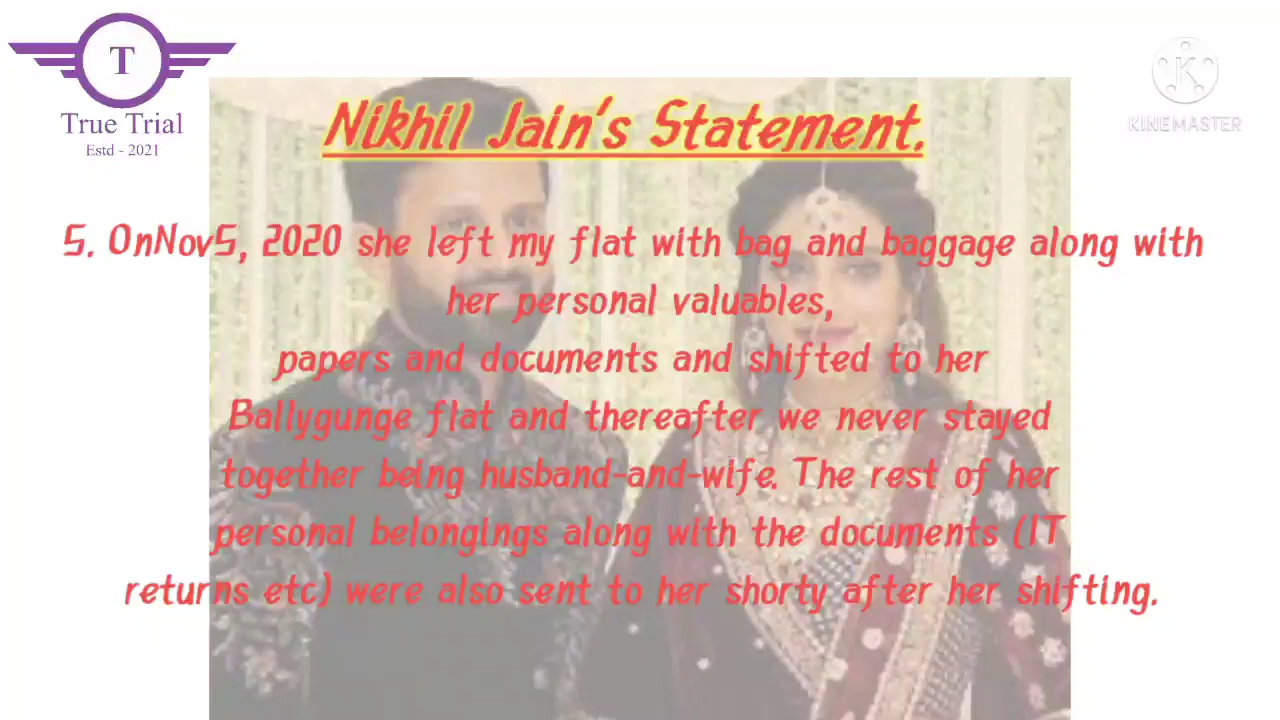 T
True Trial
Estd - 2021
K
KINEMASTER
Nikhil Jain's Statement.
5. OnNov5, 2020 she left my flat with bag and baggage along with
her personal valuables,
papers and documents and shifted to her
Ballygunge flat and thereafter we never stayed
together being husband-and-wife. The rest of her
personal belongings along with the documents (IT
returns etc) were also sent to her shorty after her shifting.